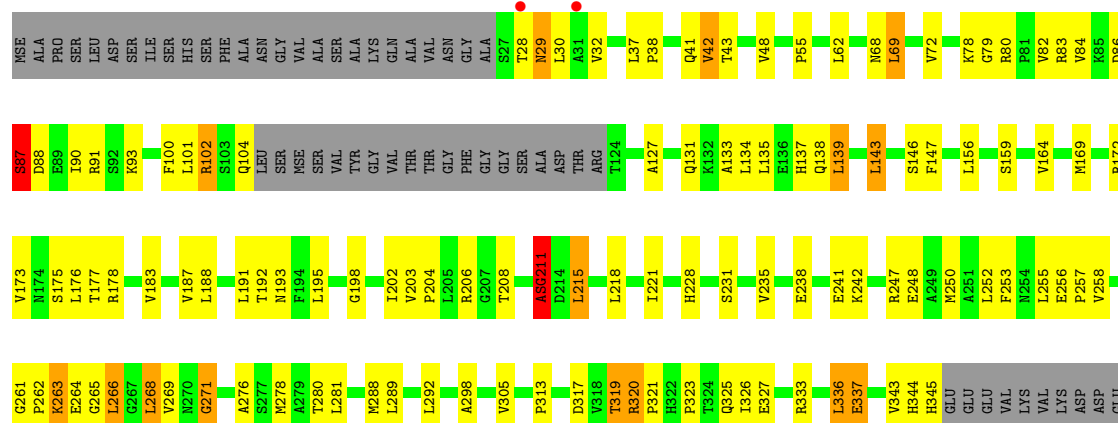 MSE ALA PRO SER LEU ASP SER ILE SER HIS SER SER PHE ALA ASN GLY VAL ALA SER ALA LYS GLN ALA VAL ASN GLY ALA S27 T28 N29 L30 A31 V32 L37 P38 Q41 V42 T43 V48 P55 L62 N68 L69 V72 K78 G79 R80 P81 V82 R83 V84 K85 D86
S87 D88 E89 I90 R91 S92 K93 F100 L101 R102 S103 Q104 LEU SER MSE SER VAL TYR GLY VAL THR THR GLY PHE GLY GLY SER ALA ASP THR ARG T124 A127 Q131 K132 A133 L134 L135 E136 H137 Q138 L139 L143 S146 F147 L156 S159 V164 M169 R172
V173 N174 S175 L176 T177 R178 V183 V187 L188 L191 T192 N193 F194 L195 G198 I202 V203 P204 L205 R206 G207 T208 ASG211 D214 L215 L218 I221 H228 S231 V235 E238 E241 K242 R247 E248 A249 M250 A251 L252 F253 N254 L255 E256 P257 V258
G261 P262 K263 E264 G265 L266 G267 L268 V269 N270 G271 A276 S277 M278 A279 T280 L281 M288 L289 L292 A298 V305 P313 D317 V318 T319 R320 P321 H322 P323 T324 Q325 I326 E327 R333 L336 E337 V343 H344 H345 GLU GLU GLU VAL LYS VAL LYS ASP ASP GLU